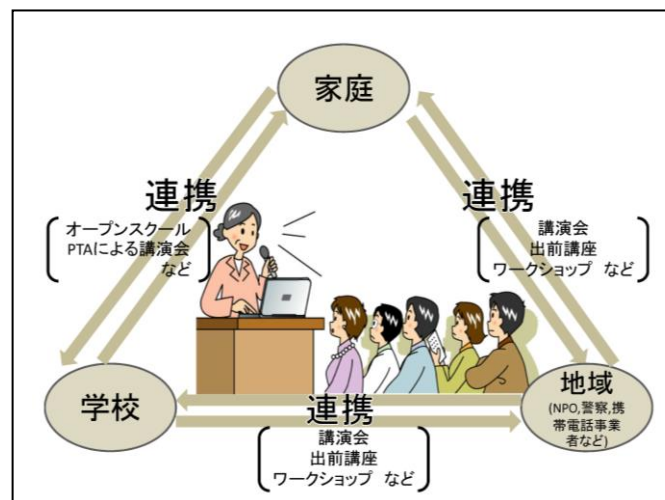 家庭
連携
オープンスクール
PTAによる講演会
など
連携
講演会
出前講座
ワークショップ など
学校
連携
講演会
出前講座
ワークショップ など
地域
(NPO,警察,携
帯電話事業
者など)